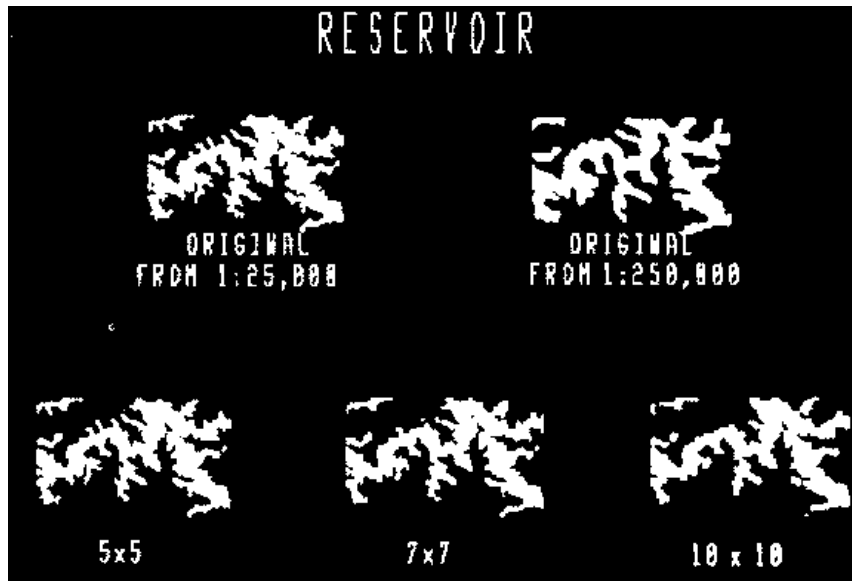 RESERVOIR
ORIGINAL
FROM 1:25,000
ORIGINAL
FROM 1:250,000
5x5
7x7
10 x 10